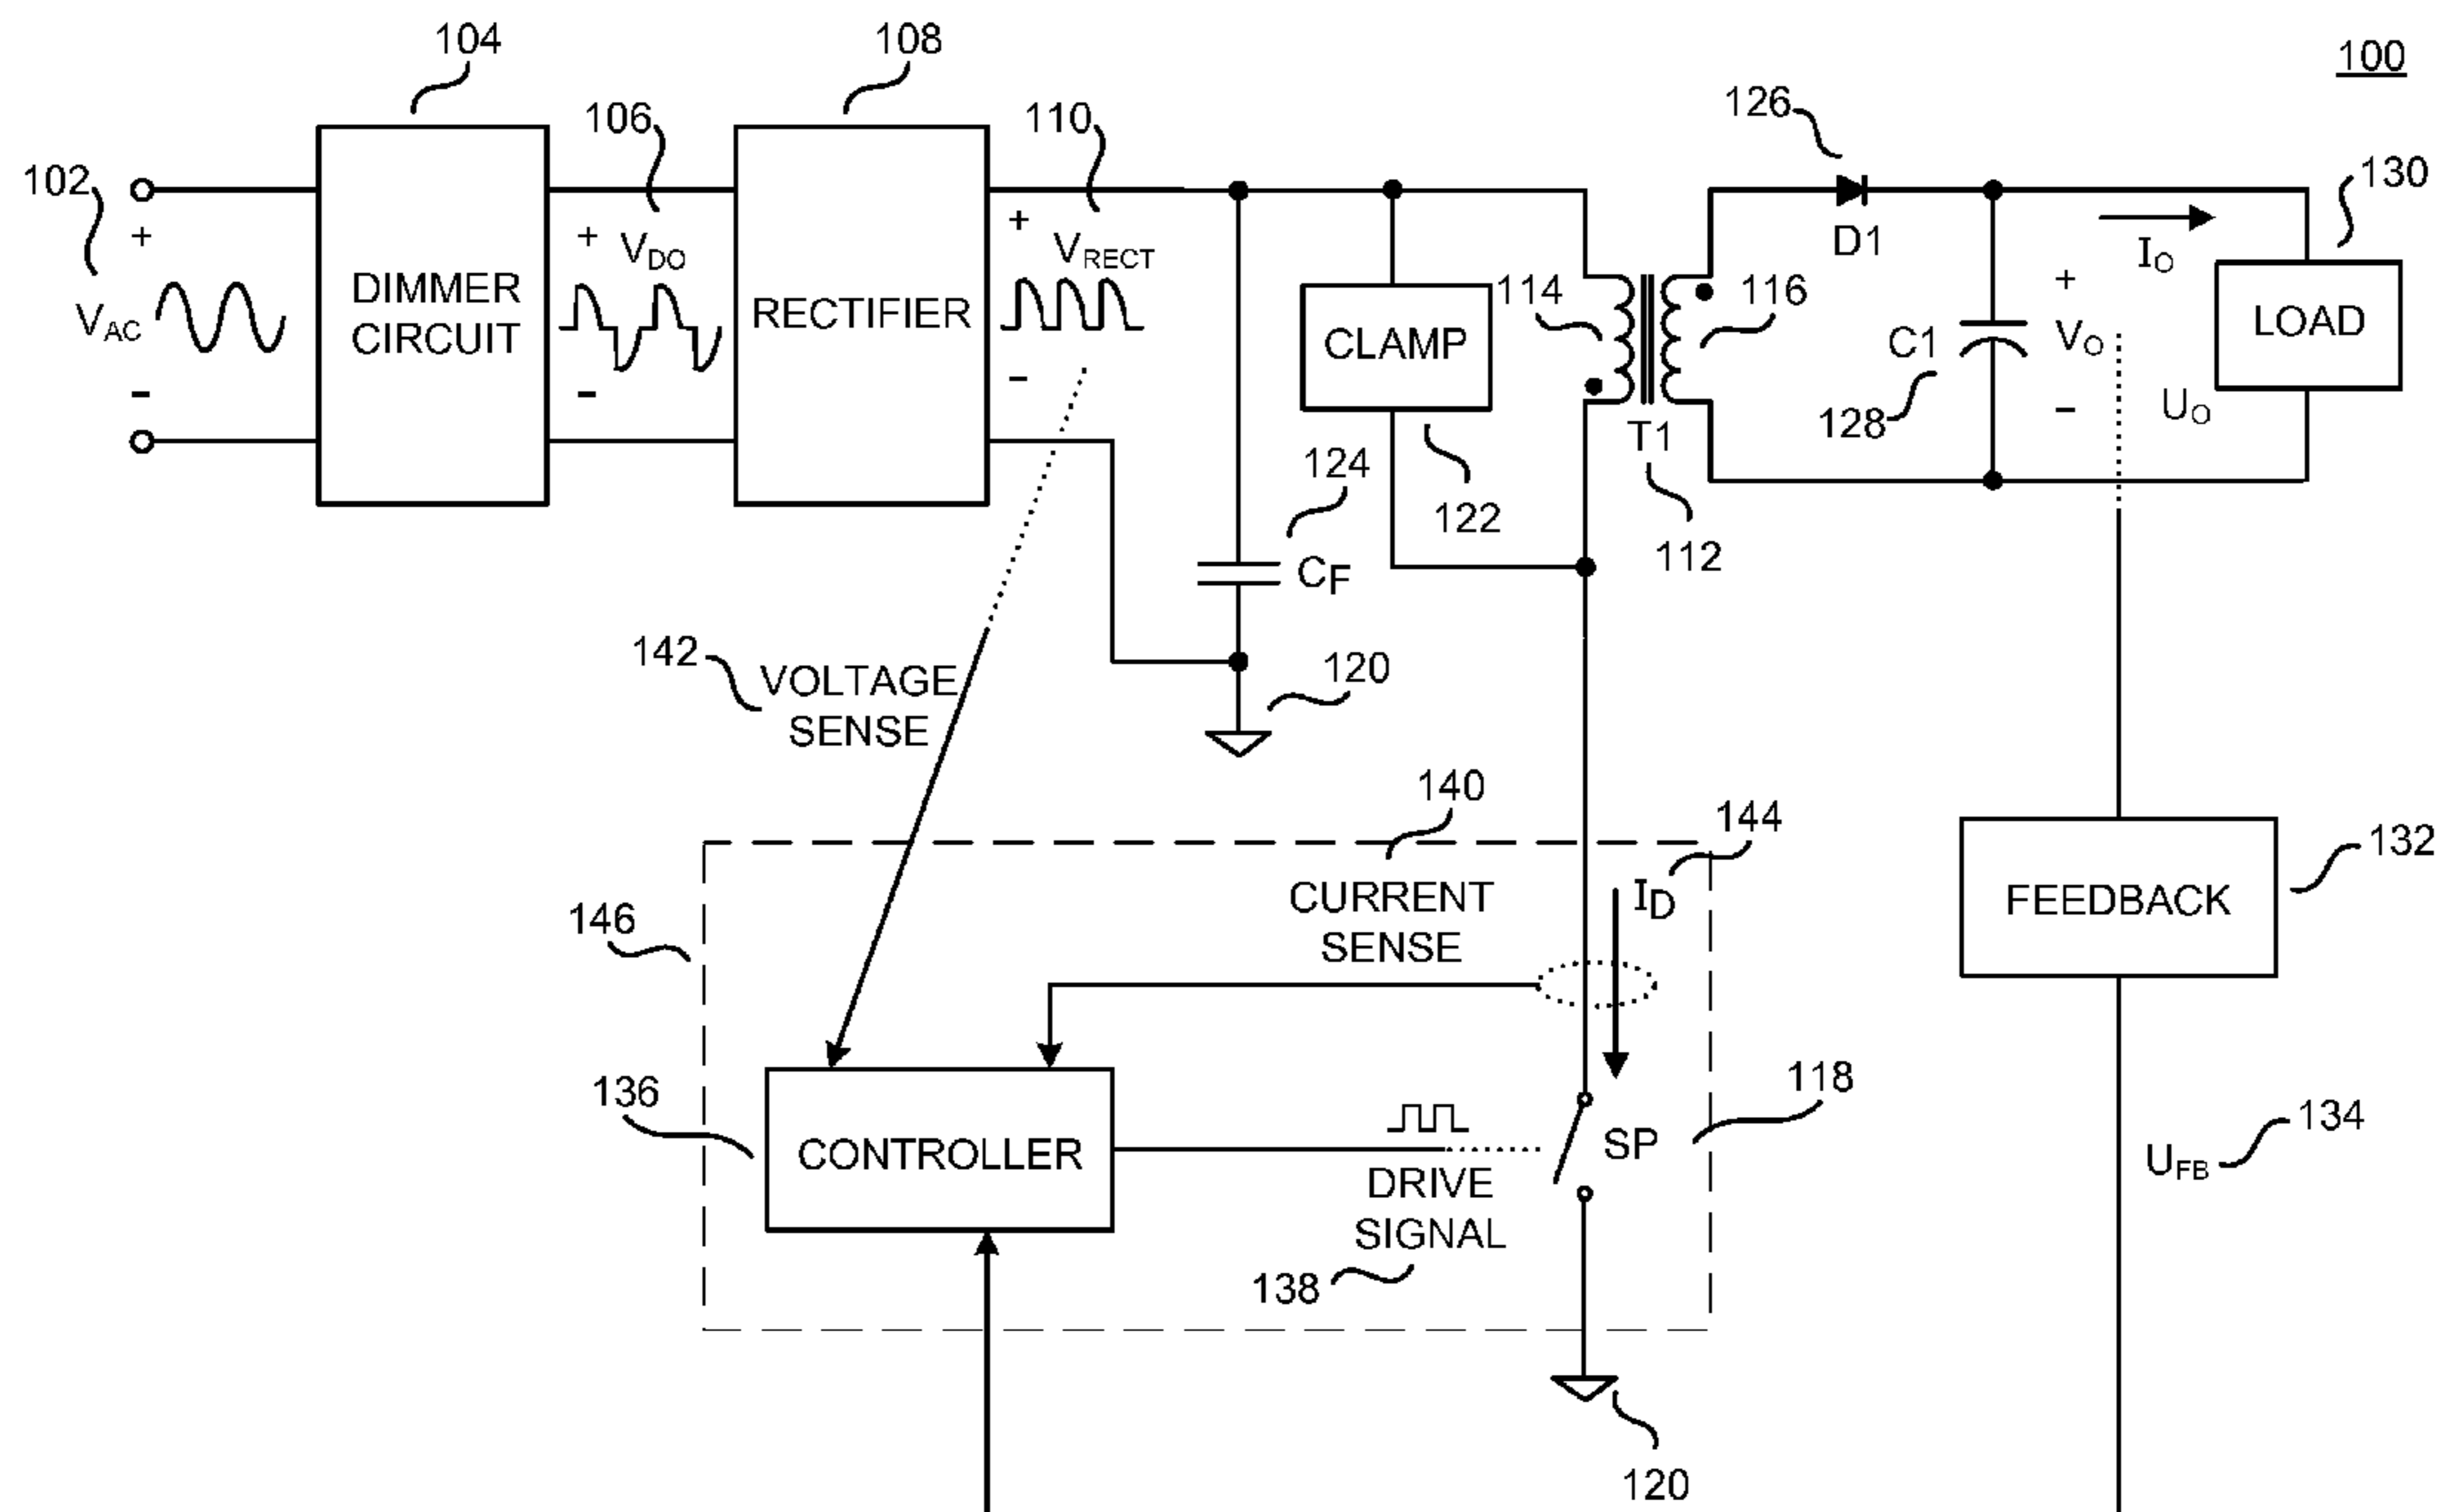 100
104
108
102
106
110
126
130
+
V_AC
-
DIMMER
CIRCUIT
+
V_DO
-
RECTIFIER
+
V_RECT
-
CLAMP
114
116
T1
112
122
124
C_F
D1
C1
128
+
V_O
-
I_O
U_O
LOAD
142
VOLTAGE
SENSE
120
140
144
146
CURRENT
SENSE
I_D
FEEDBACK
132
136
CONTROLLER
DRIVE
SIGNAL
138
SP
118
134
U_FB
120